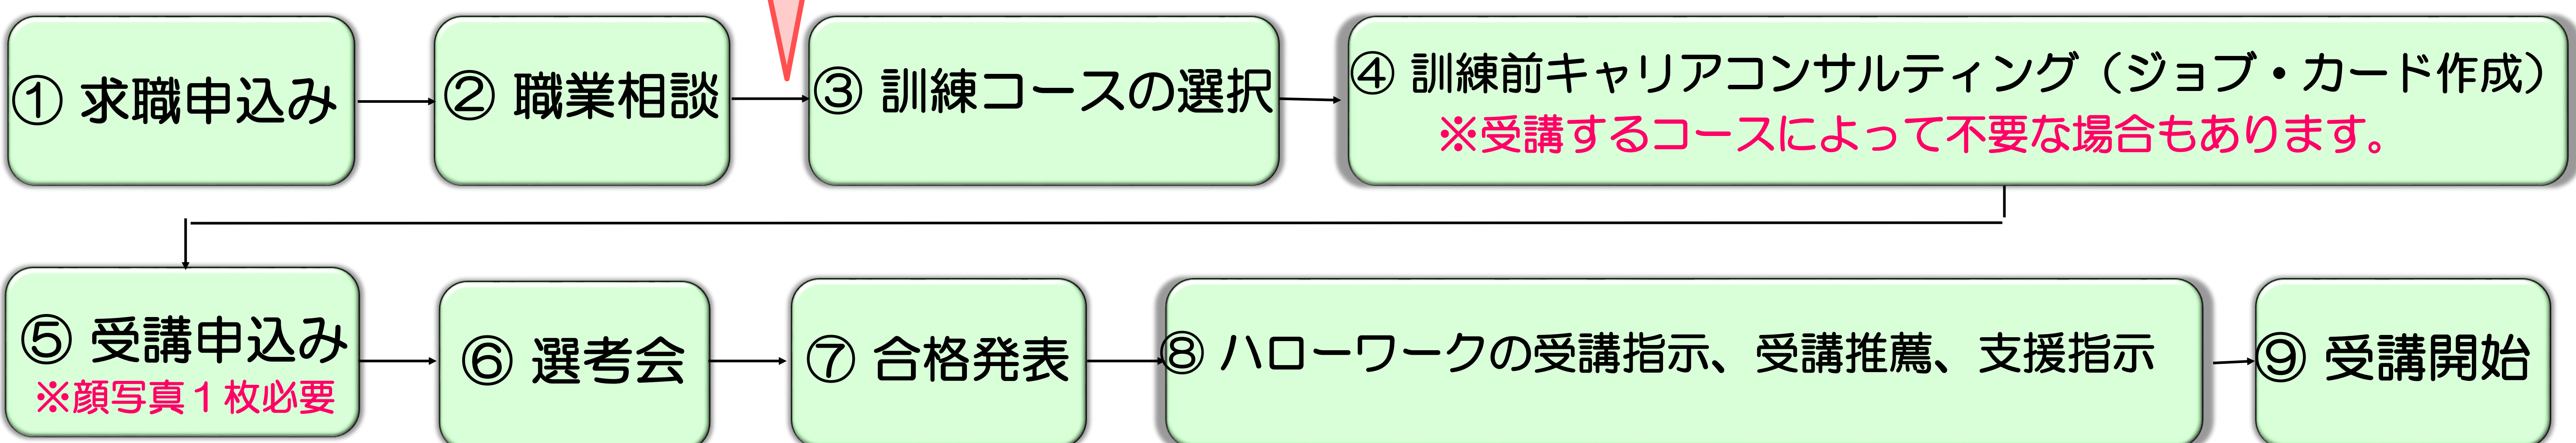 ① 求職申込み
② 職業相談
③ 訓練コースの選択
④ 訓練前キャリアコンサルティング（ジョブ・カード作成）
※受講するコースによって不要な場合もあります。
⑤ 受講申込み
※顔写真１枚必要
⑥ 選考会
⑦ 合格発表
⑧ ハローワークの受講指示、受講推薦、支援指示
⑨ 受講開始